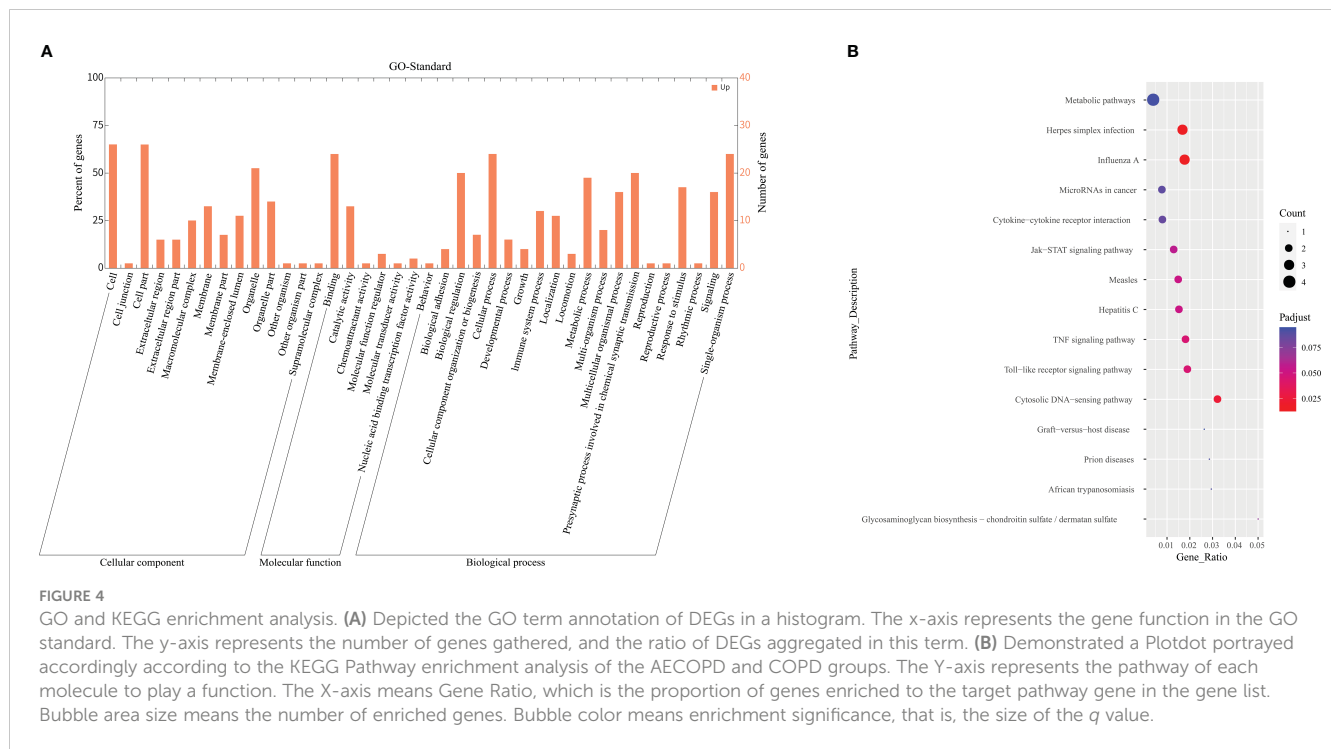 A
GO-Standard
Percent of genes
100
75
50
25
0
Up
Number of genes
40
30
20
10
0
Cell
Cell junction
Cell part
Extracellular region
Extracellular region part
Macromolecular complex
Membrane
Membrane part
Membrane-enclosed lumen
Organelle
Organelle part
Other organism
Other organism part
Supramolecular complex
Binding
Catalytic activity
Chemoattractant activity
Molecular function regulator
Molecular transducer activity
Nucleic acid binding transcription factor activity
Behavior
Biological adhesion
Biological regulation
Cellular component organization or biogenesis
Cellular process
Developmental process
Growth
Immune system process
Localization
Locomotion
Metabolic process
Multi-organism process
Multicellular organismal process
Presynaptic process involved in chemical synaptic transmission
Reproduction
Reproductive process
Response to stimulus
Rhythmic process
Signaling
Single-organism process
Cellular component
Molecular function
Biological process
B
Pathway_Description
Metabolic pathways
Herpes simplex infection
Influenza A
MicroRNAs in cancer
Cytokine−cytokine receptor interaction
Jak−STAT signaling pathway
Measles
Hepatitis C
TNF signaling pathway
Toll−like receptor signaling pathway
Cytosolic DNA−sensing pathway
Graft−versus−host disease
Prion diseases
African trypanosomiasis
Glycosaminoglycan biosynthesis − chondroitin sulfate / dermatan sulfate
0.01 0.02 0.03 0.04 0.05
Gene_Ratio
Count
1
2
3
4
Padjust
0.075
0.050
0.025
FIGURE 4
GO and KEGG enrichment analysis. (A) Depicted the GO term annotation of DEGs in a histogram. The x-axis represents the gene function in the GO
standard. The y-axis represents the number of genes gathered, and the ratio of DEGs aggregated in this term. (B) Demonstrated a Plotdot portrayed
accordingly according to the KEGG Pathway enrichment analysis of the AECOPD and COPD groups. The Y-axis represents the pathway of each
molecule to play a function. The X-axis means Gene Ratio, which is the proportion of genes enriched to the target pathway gene in the gene list.
Bubble area size means the number of enriched genes. Bubble color means enrichment significance, that is, the size of the q value.